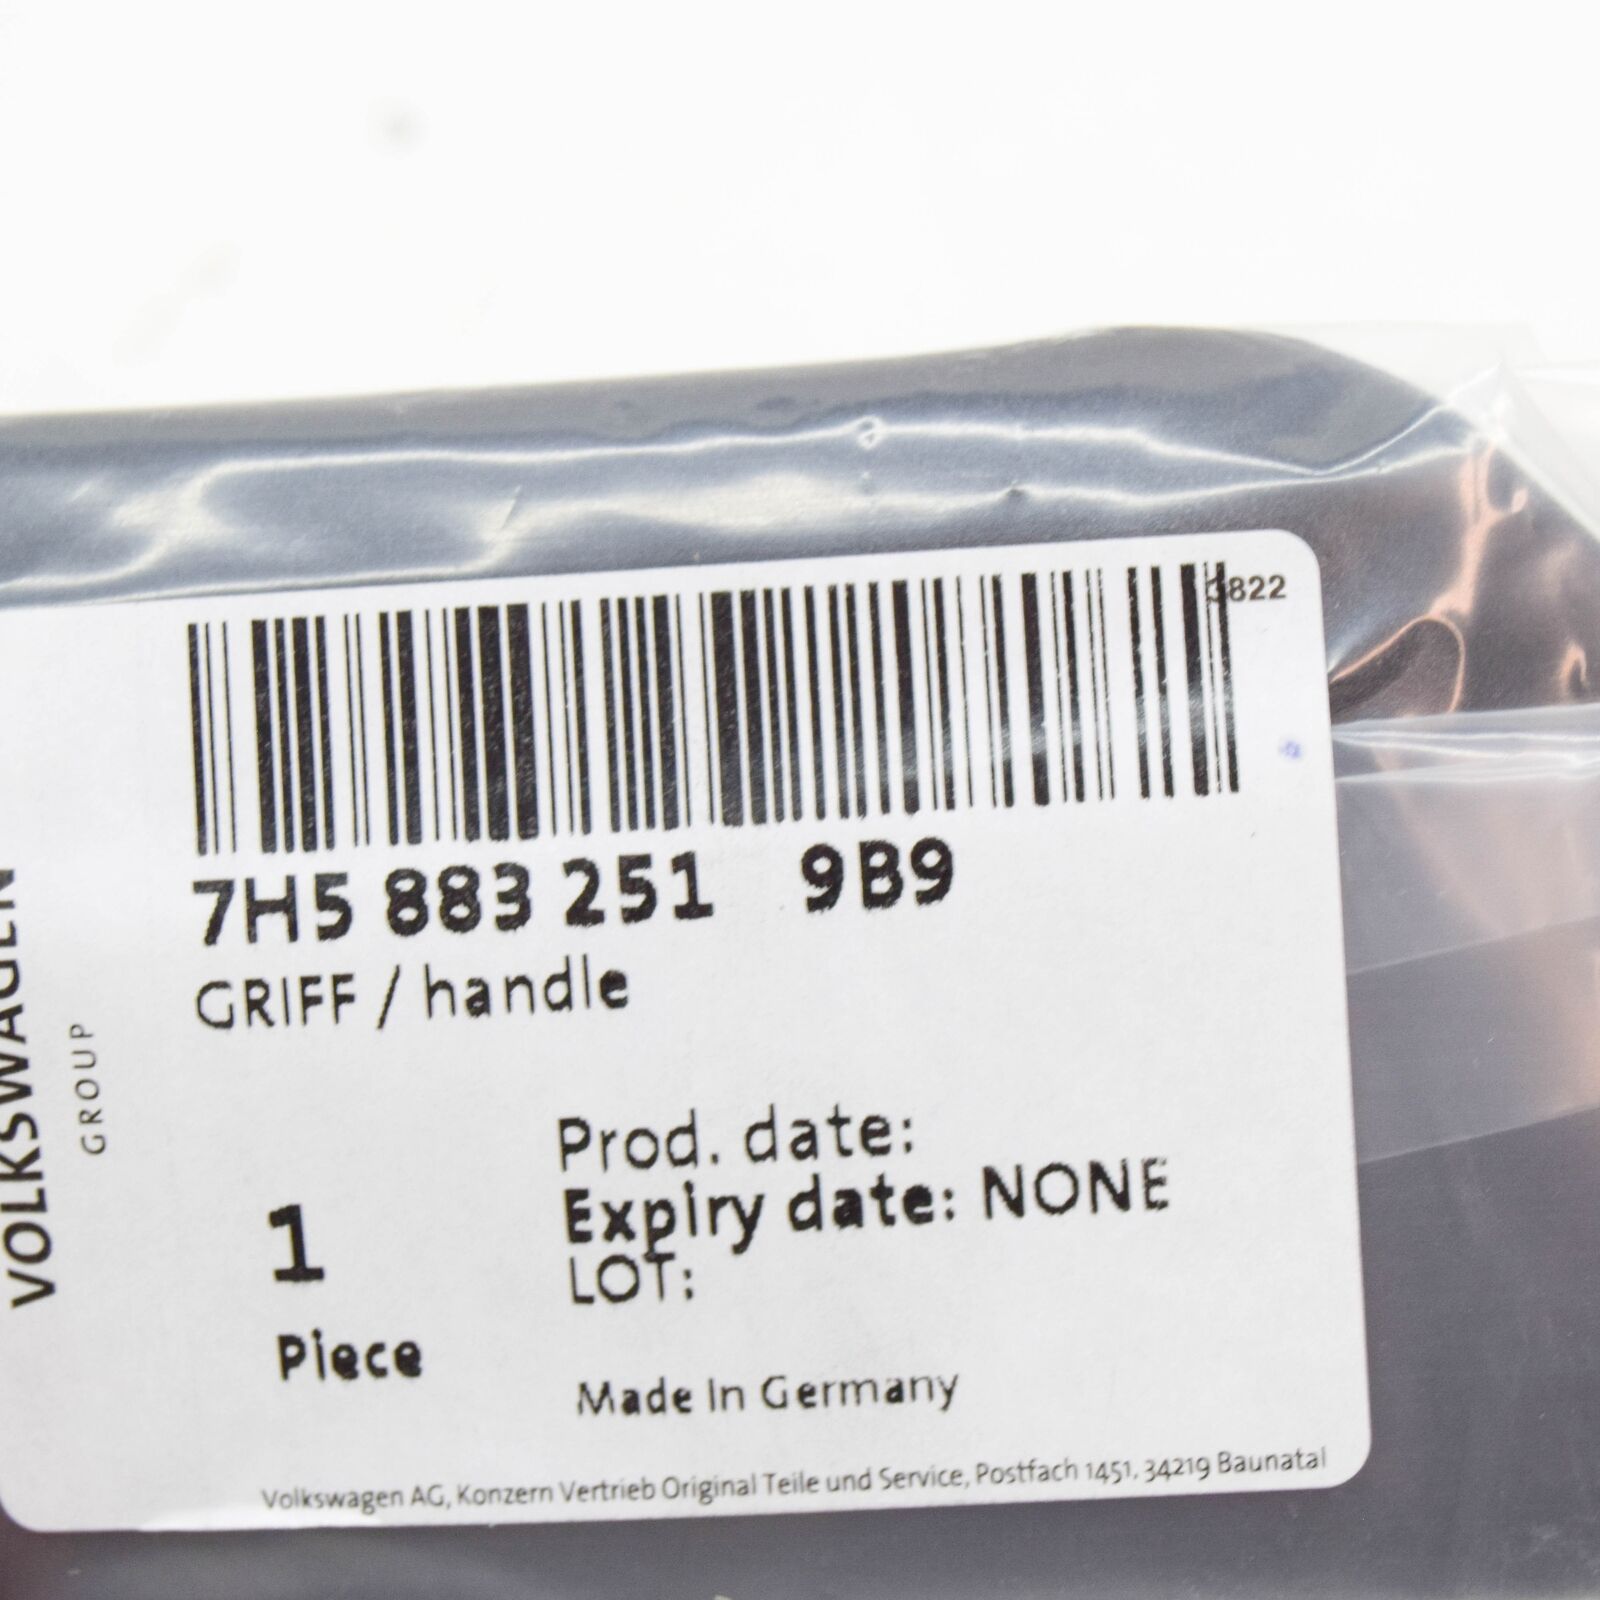 3822
7H5 883 251 9B9
GRIFF / handle
VOLKSWAGEN
GROUP
Prod. date:
Expiry date: NONE
LOT:
1
Piece
Made In Germany
Volkswagen AG, Konzern Vertrieb Original Teile und Service, Postfach 1451, 34219 Baunatal